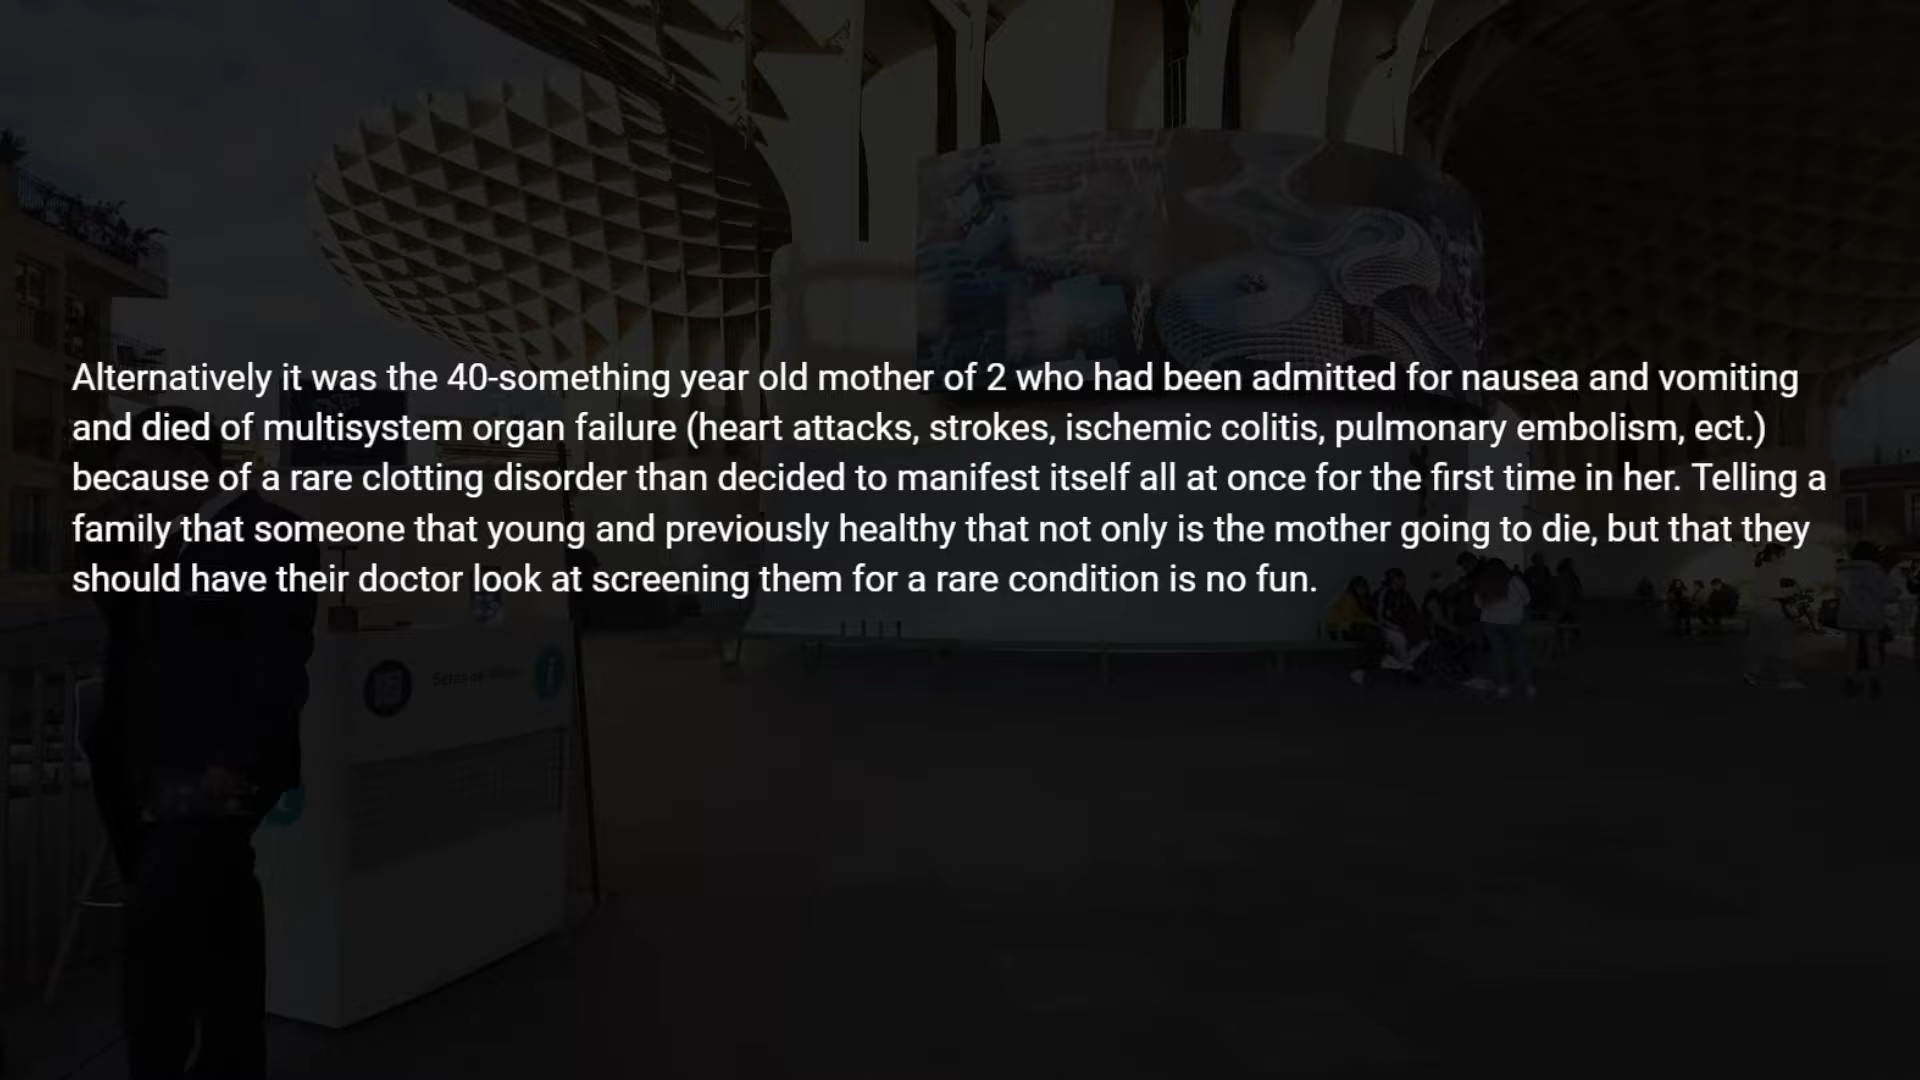 Alternatively it was the 40-something year old mother of 2 who had been admitted for nausea and vomiting
and died of multisystem organ failure (heart attacks, strokes, ischemic colitis, pulmonary embolism, ect.)
because of a rare clotting disorder than decided to manifest itself all at once for the first time in her. Telling a
family that someone that young and previously healthy that not only is the mother going to die, but that they
should have their doctor look at screening them for a rare condition is no fun.
Setas
i